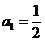 a₁ = 1/2